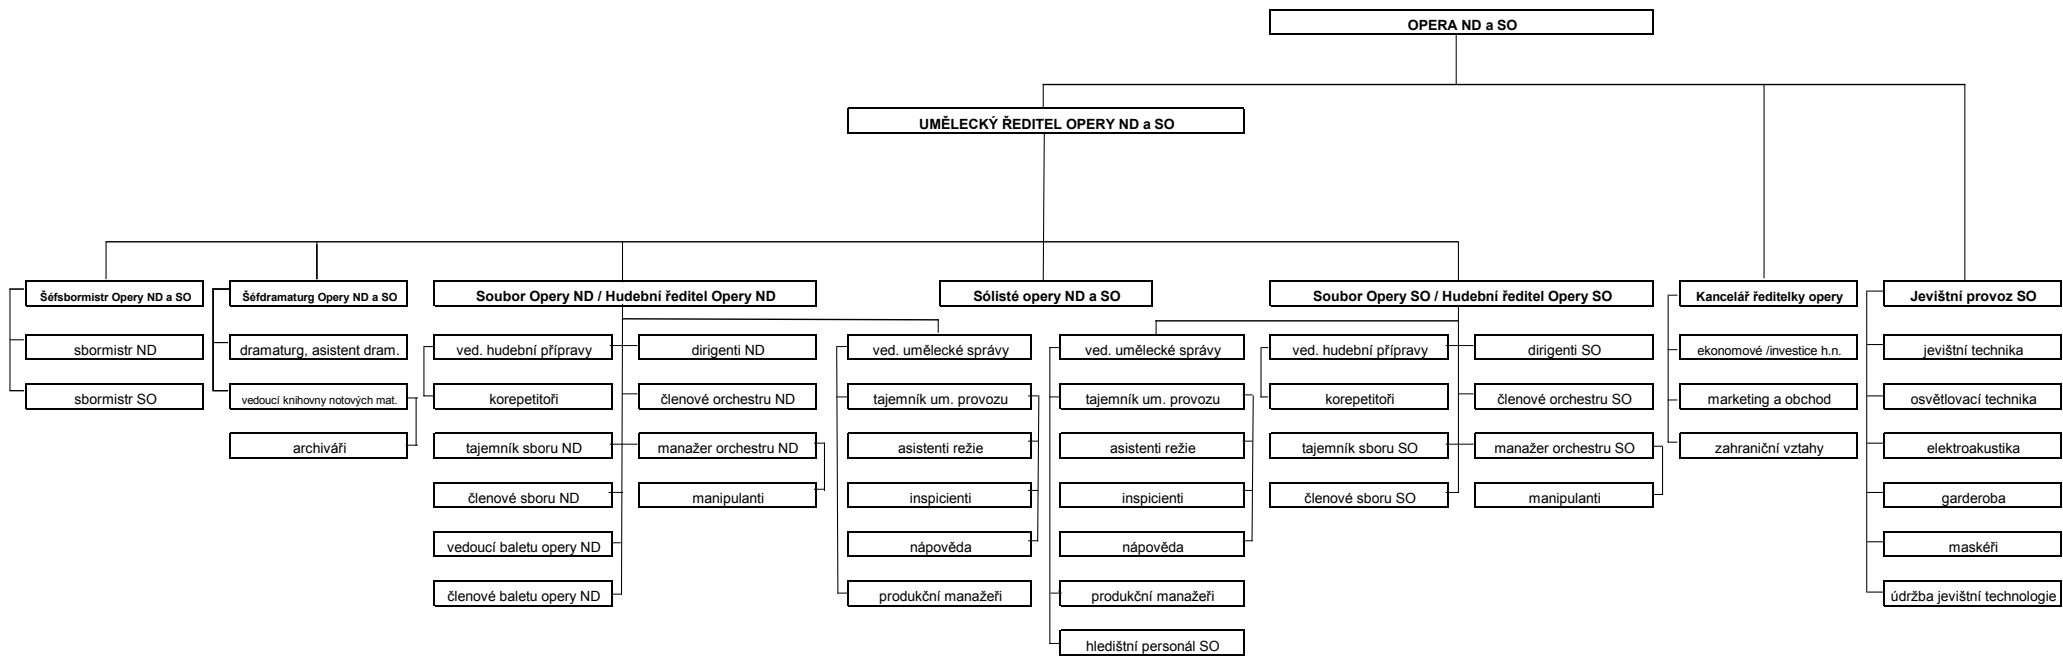 OPERA ND a SO
UMĚLECKÝ ŘEDITEL OPERY ND a SO
Šéfsbormistr Opery ND a SO
Šéfdramaturg Opery ND a SO
Soubor Opery ND / Hudební ředitel Opery ND
Sólisté opery ND a SO
Soubor Opery SO / Hudební ředitel Opery SO
Kancelář ředitelky opery
Jevištní provoz SO
sbormistr ND
dramaturg, asistent dram.
ved. hudební přípravy
dirigenti ND
ved. umělecké správy
ved. umělecké správy
ved. hudební přípravy
dirigenti SO
ekonomové /investice h.n.
jevištní technika
sbormistr SO
vedoucí knihovny notových mat.
korepetitoři
členové orchestru ND
tajemník um. provozu
tajemník um. provozu
korepetitoři
členové orchestru SO
marketing a obchod
osvětlovací technika
archiváři
tajemník sboru ND
manažer orchestru ND
asistenti režie
asistenti režie
tajemník sboru SO
manažer orchestru SO
zahraniční vztahy
elektroakustika
členové sboru ND
manipulanti
inspicienti
inspicienti
členové sboru SO
manipulanti
garderoba
vedoucí baletu opery ND
nápověda
nápověda
maskéři
členové baletu opery ND
produkční manažeři
produkční manažeři
údržba jevištní technologie
hledištní personál SO